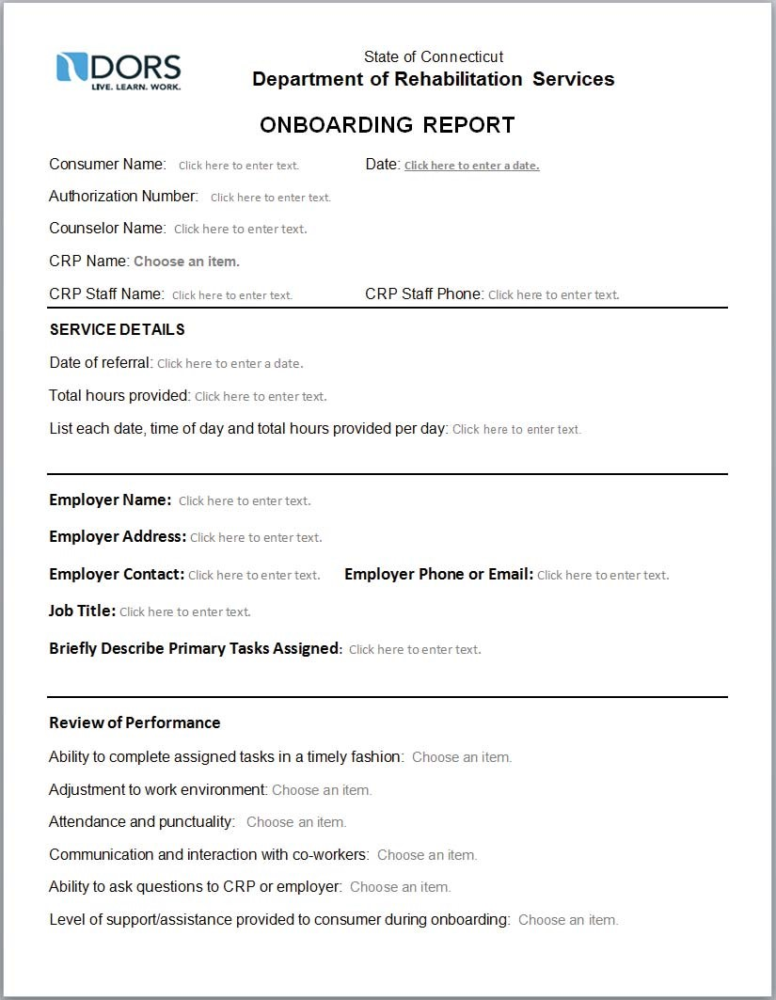 DORS
LIVE. LEARN. WORK.
State of Connecticut
Department of Rehabilitation Services
ONBOARDING REPORT
Consumer Name: Click here to enter text. Date: Click here to enter a date.
Authorization Number: Click here to enter text.
Counselor Name: Click here to enter text.
CRP Name: Choose an item.
CRP Staff Name: Click here to enter text. CRP Staff Phone: Click here to enter text.
SERVICE DETAILS
Date of referral: Click here to enter a date.
Total hours provided: Click here to enter text.
List each date, time of day and total hours provided per day: Click here to enter text.
Employer Name: Click here to enter text.
Employer Address: Click here to enter text.
Employer Contact: Click here to enter text. Employer Phone or Email: Click here to enter text.
Job Title: Click here to enter text.
Briefly Describe Primary Tasks Assigned: Click here to enter text.
Review of Performance
Ability to complete assigned tasks in a timely fashion: Choose an item.
Adjustment to work environment: Choose an item.
Attendance and punctuality: Choose an item.
Communication and interaction with co-workers: Choose an item.
Ability to ask questions to CRP or employer: Choose an item.
Level of support/assistance provided to consumer during onboarding: Choose an item.